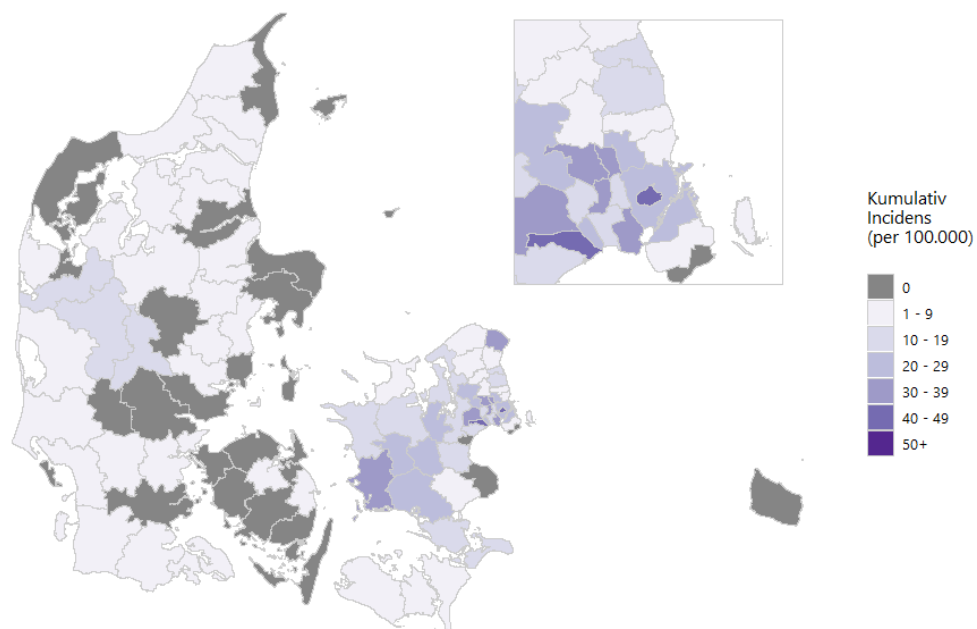 Kumulativ
Incidens
(per 100.000)
0
1 - 9
10 - 19
20 - 29
30 - 39
40 - 49
50+